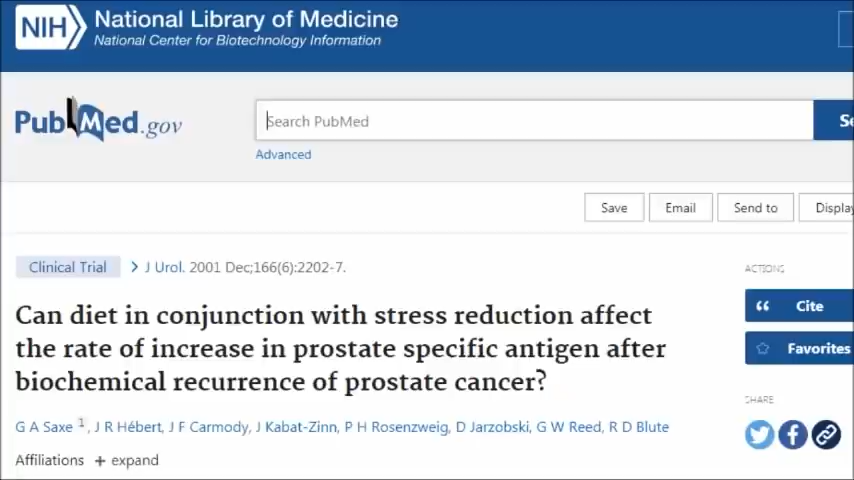 NIH
National Library of Medicine
National Center for Biotechnology Information
PubMed.gov
Search PubMed
Se
Advanced
Save
Email
Send to
Display
Clinical Trial
J Urol. 2001 Dec;166(6):2202-7.
ACTIONS
Can diet in conjunction with stress reduction affect
the rate of increase in prostate specific antigen after
biochemical recurrence of prostate cancer?
Cite
Favorites
SHARE
G A Saxe 1, J R Hébert, J F Carmody, J Kabat-Zinn, P H Rosenzweig, D Jarzobski, G W Reed, R D Blute
Affiliations + expand